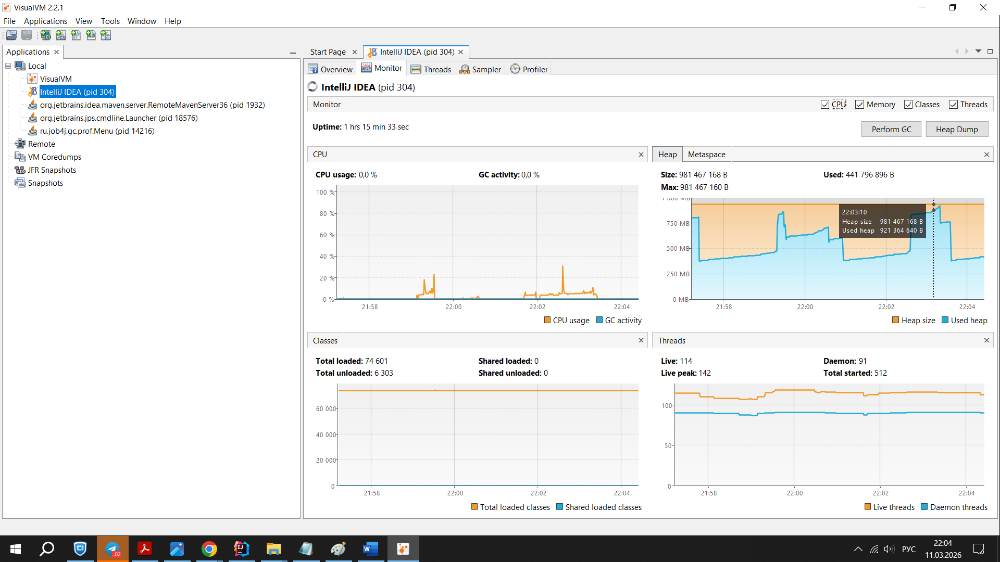 VisualVM 2.2.1
File Applications View Tools Window Help
Applications
Local
VisualVM
IntelliJ IDEA (pid 304)
org.jetbrains.idea.maven.server.RemoteMavenServer36 (pid 1932)
org.jetbrains.jps.cmdline.Launcher (pid 18576)
ru.job4j.gc.prof.Menu (pid 14216)
Remote
VM Coredumps
JFR Snapshots
Snapshots
Start Page IntelliJ IDEA (pid 304)
Overview Monitor Threads Sampler Profiler
IntelliJ IDEA (pid 304)
Monitor CPU Memory Classes Threads
Uptime: 1 hrs 15 min 33 sec
Perform GC Heap Dump
CPU
CPU usage: 0,0 % GC activity: 0,0 %
100 %
80 %
60 %
40 %
20 %
0 %
21:58 22:00 22:02 22:04
CPU usage GC activity
Heap Metaspace
Size: 981 467 168 B Used: 441 796 896 B
Max: 981 467 160 B
1 000 MB
750 MB
500 MB
250 MB
0 MB
22:03:10
Heap size 981 467 168 B
Used heap 921 364 640 B
21:58 22:00 22:02 22:04
Heap size Used heap
Classes
Total loaded: 74 601 Shared loaded: 0
Total unloaded: 6 303 Shared unloaded: 0
60 000
40 000
20 000
0
21:58 22:00 22:02 22:04
Total loaded classes Shared loaded classes
Threads
Live: 114 Daemon: 91
Live peak: 142 Total started: 512
100
50
0
21:58 22:00 22:02 22:04
Live threads Daemon threads
..02
РУС
22:04
11.03.2026